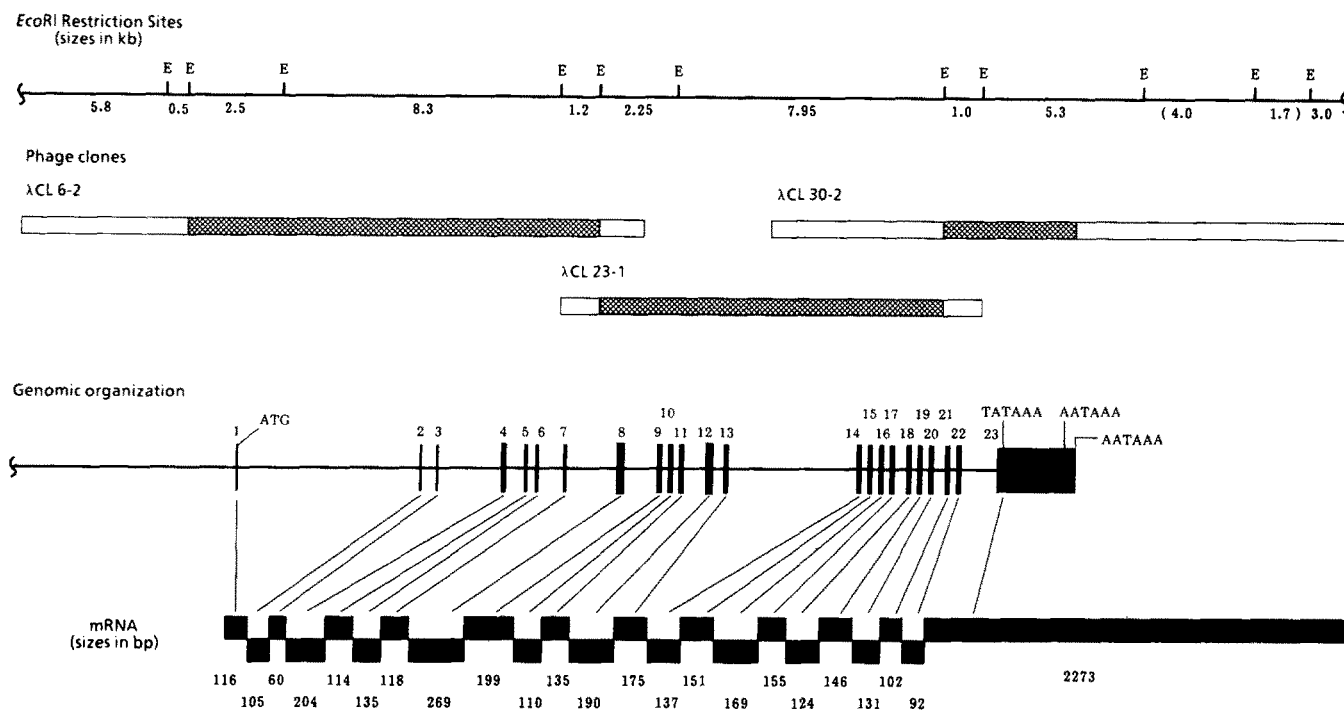 EcoRI Restriction Sites
(sizes in kb)
E E E E E E E E E E E
5.8 0.5 2.5 8.3 1.2 2.25 7.95 1.0 5.3 ( 4.0 1.7 ) 3.0
Phage clones
λCL 6-2
λCL 30-2
λCL 23-1
Genomic organization
10 15 17 19 21 TATAAA AATAAA
1 ATG 2 3 4 5 6 7 8 9 11 12 13 14 16 18 20 22 23 AATAAA
mRNA
(sizes in bp)
116 60 114 118 199 135 175 151 155 146 102 2273
105 204 135 269 110 190 137 169 124 131 92